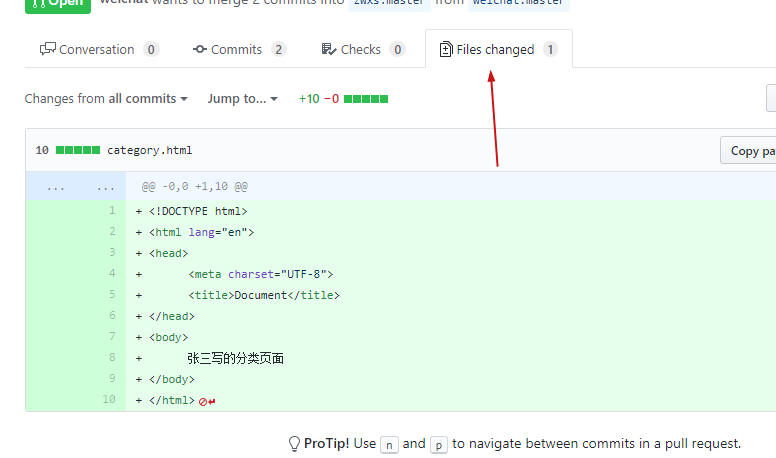 Open welchat wants to merge 2 commits into zwxs:master from welchat:master
Conversation 0 Commits 2 Checks 0 Files changed 1
Changes from all commits Jump to... +10 −0
10 category.html Copy pa
... ... @@ -0,0 +1,10 @@
1 + <!DOCTYPE html>
2 + <html lang="en">
3 + <head>
4 + <meta charset="UTF-8">
5 + <title>Document</title>
6 + </head>
7 + <body>
8 + 张三写的分类页面
9 + </body>
10 + </html>
ProTip! Use n and p to navigate between commits in a pull request.